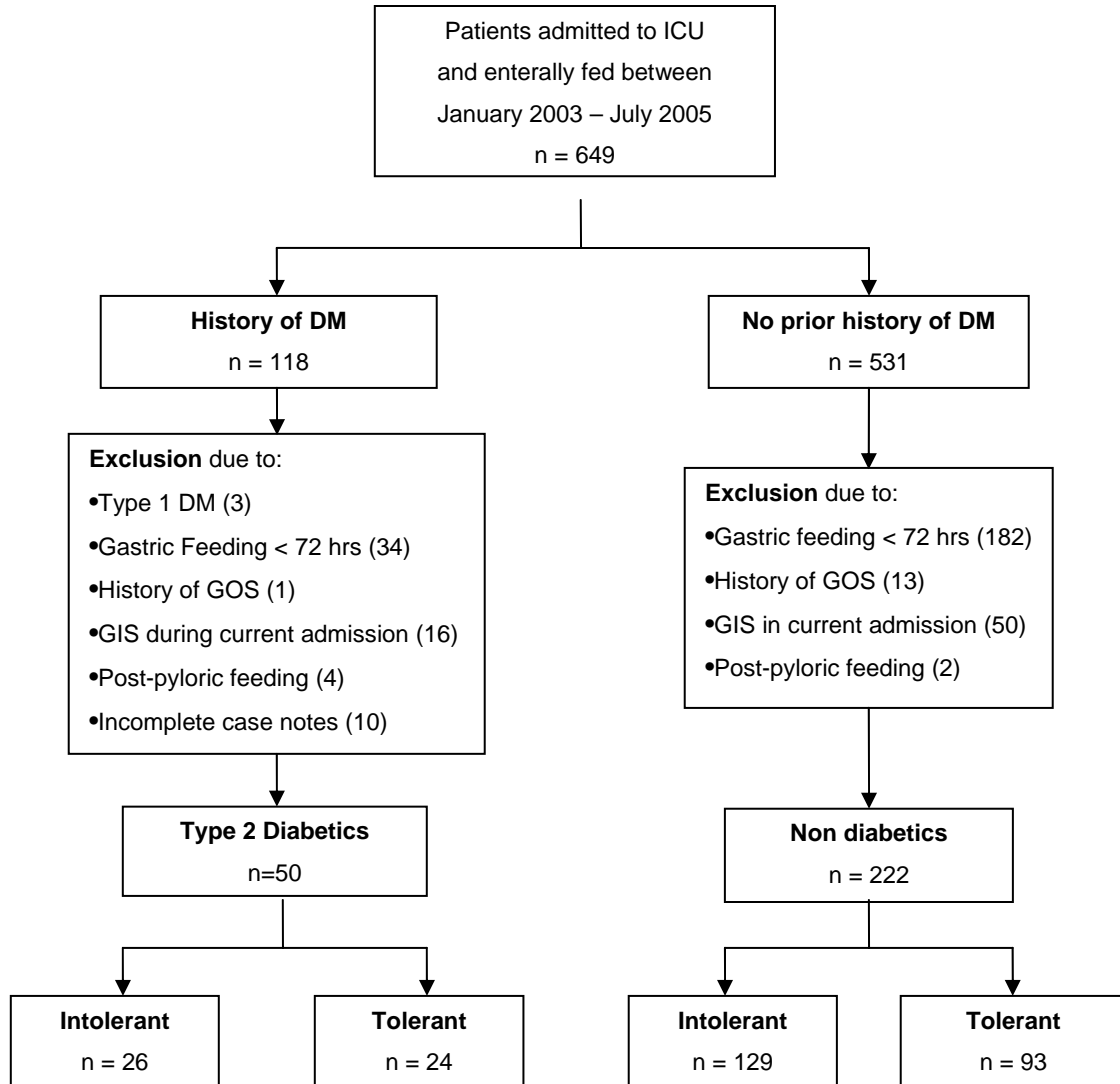 Patients admitted to ICU
and enterally fed between
January 2003 – July 2005
n = 649
History of DM
n = 118
No prior history of DM
n = 531
Exclusion due to:
•Type 1 DM (3)
•Gastric Feeding < 72 hrs (34)
•History of GOS (1)
•GIS during current admission (16)
•Post-pyloric feeding (4)
•Incomplete case notes (10)
Exclusion due to:
•Gastric feeding < 72 hrs (182)
•History of GOS (13)
•GIS in current admission (50)
•Post-pyloric feeding (2)
Type 2 Diabetics
n=50
Non diabetics
n = 222
Intolerant
n = 26
Tolerant
n = 24
Intolerant
n = 129
Tolerant
n = 93